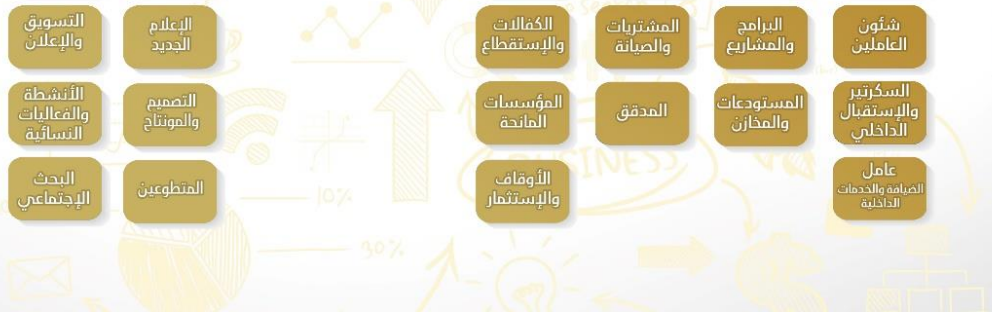 شئون
العاملين
البرامج
والمشاريع
المشتريات
والصيانة
الكفالات
والإستقطاع
الإعلام
الجديد
التسويق
والإعلان
السكرتير
والإستقبال
الداخلي
المستودعات
والمخازن
المدقق
المؤسسات
المانحة
التصميم
والمونتاج
الأنشطة
والفعاليات
النسائية
عامل
الضيافة والخدمات
الداخلية
الأوقاف
والإستثمار
المتطوعين
البحث
الإجتماعي
BUSINESS
10%
30%